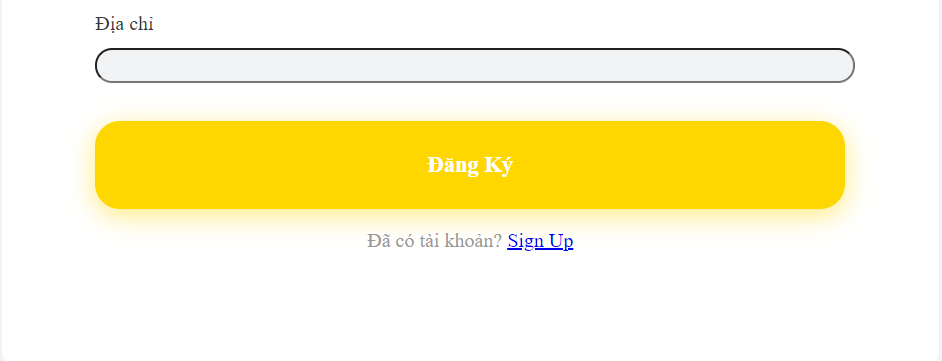 Địa chỉ
Đăng Ký
Đã có tài khoản? Sign Up